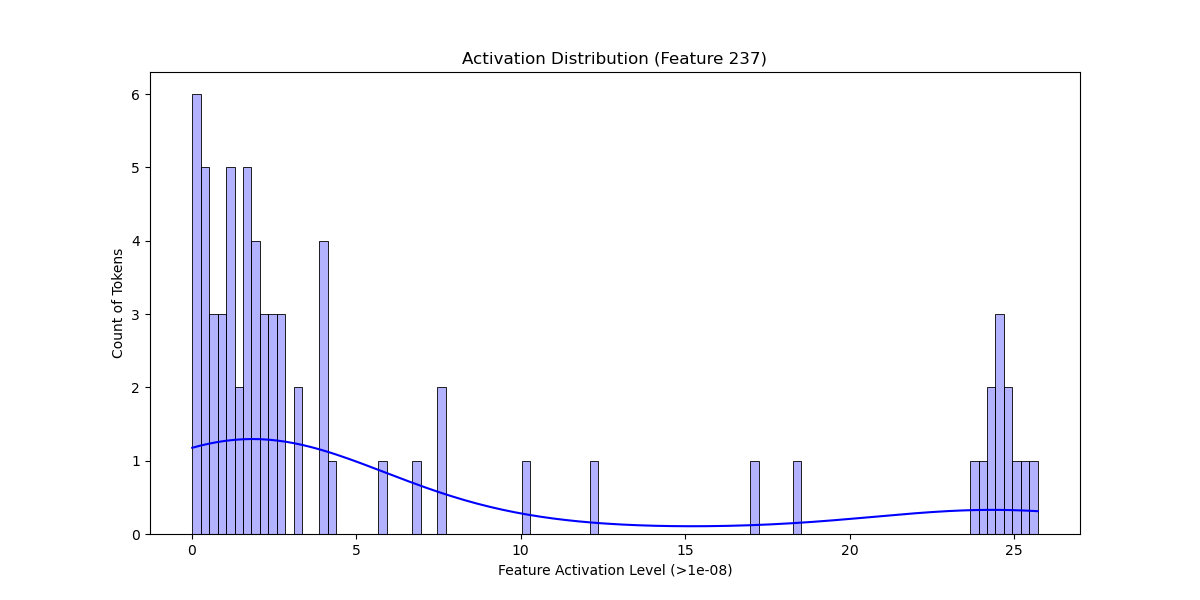 Activation Distribution (Feature 237)
6
5
4
3
2
1
0
Count of Tokens
0 5 10 15 20 25
Feature Activation Level (>1e-08)